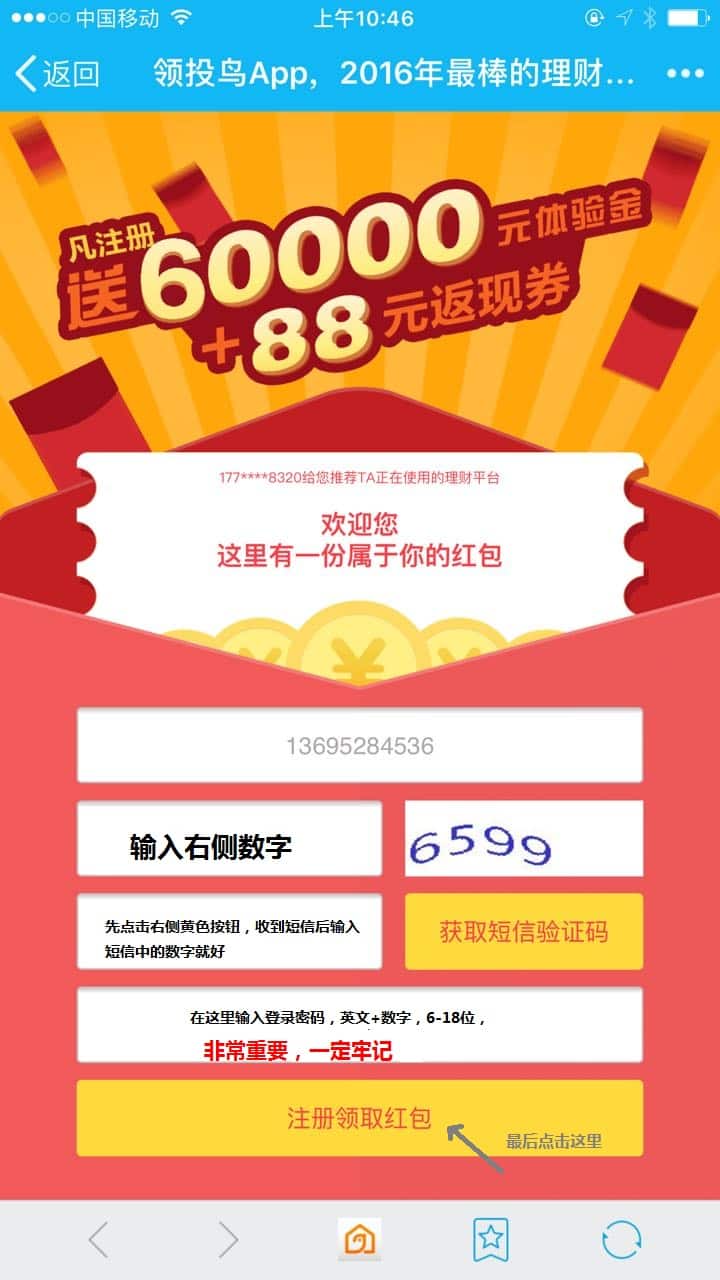 中国移动
上午10:46
返回
领投鸟App，2016年最棒的理财...
凡注册
送60000元体验金
+88元返现券
177****8320给您推荐TA正在使用的理财平台
欢迎您
这里有一份属于你的红包
13695284536
输入右侧数字
6599
先点击右侧黄色按钮，收到短信后输入
短信中的数字就好
获取短信验证码
在这里输入登录密码，英文+数字，6-18位，
非常重要，一定牢记
注册领取红包
最后点击这里